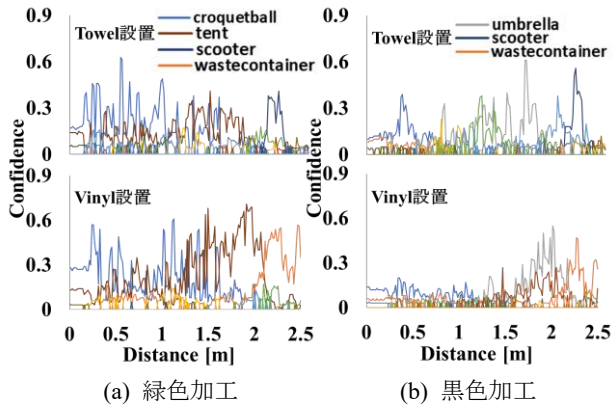 Towel設置
croquetball
tent
scooter
wastecontainer
0.9
0.6
0.3
0
Confidence
Vinyl設置
0.9
0.6
0.3
0
0 0.5 1 1.5 2 2.5
Distance [m]
(a) 緑色加工
Towel設置
umbrella
scooter
wastecontainer
0.9
0.6
0.3
0
Confidence
Vinyl設置
0.9
0.6
0.3
0
0 0.5 1 1.5 2 2.5
Distance [m]
(b) 黒色加工